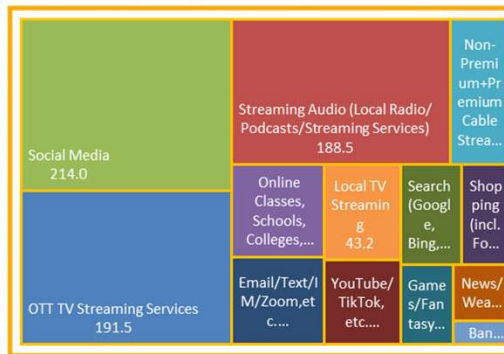 Social Media
214.0
OTT TV Streaming Services
191.5
Streaming Audio (Local Radio/
Podcasts/Streaming Services)
188.5
Non-
Premi
um+Pr
emium
Cable
Strea...
Online
Classes,
Schools,
Colleges,...
Local TV
Streamin
g
43.2
Search
(Google
, Bing,...
Shop
ping
(incl.
Fo...
Email/Text/I
M/Zoom,etc
c....
YouTube/
TikTok,
etc....
Game
s/Fan
tasy...
News/
Wea...
Ban...